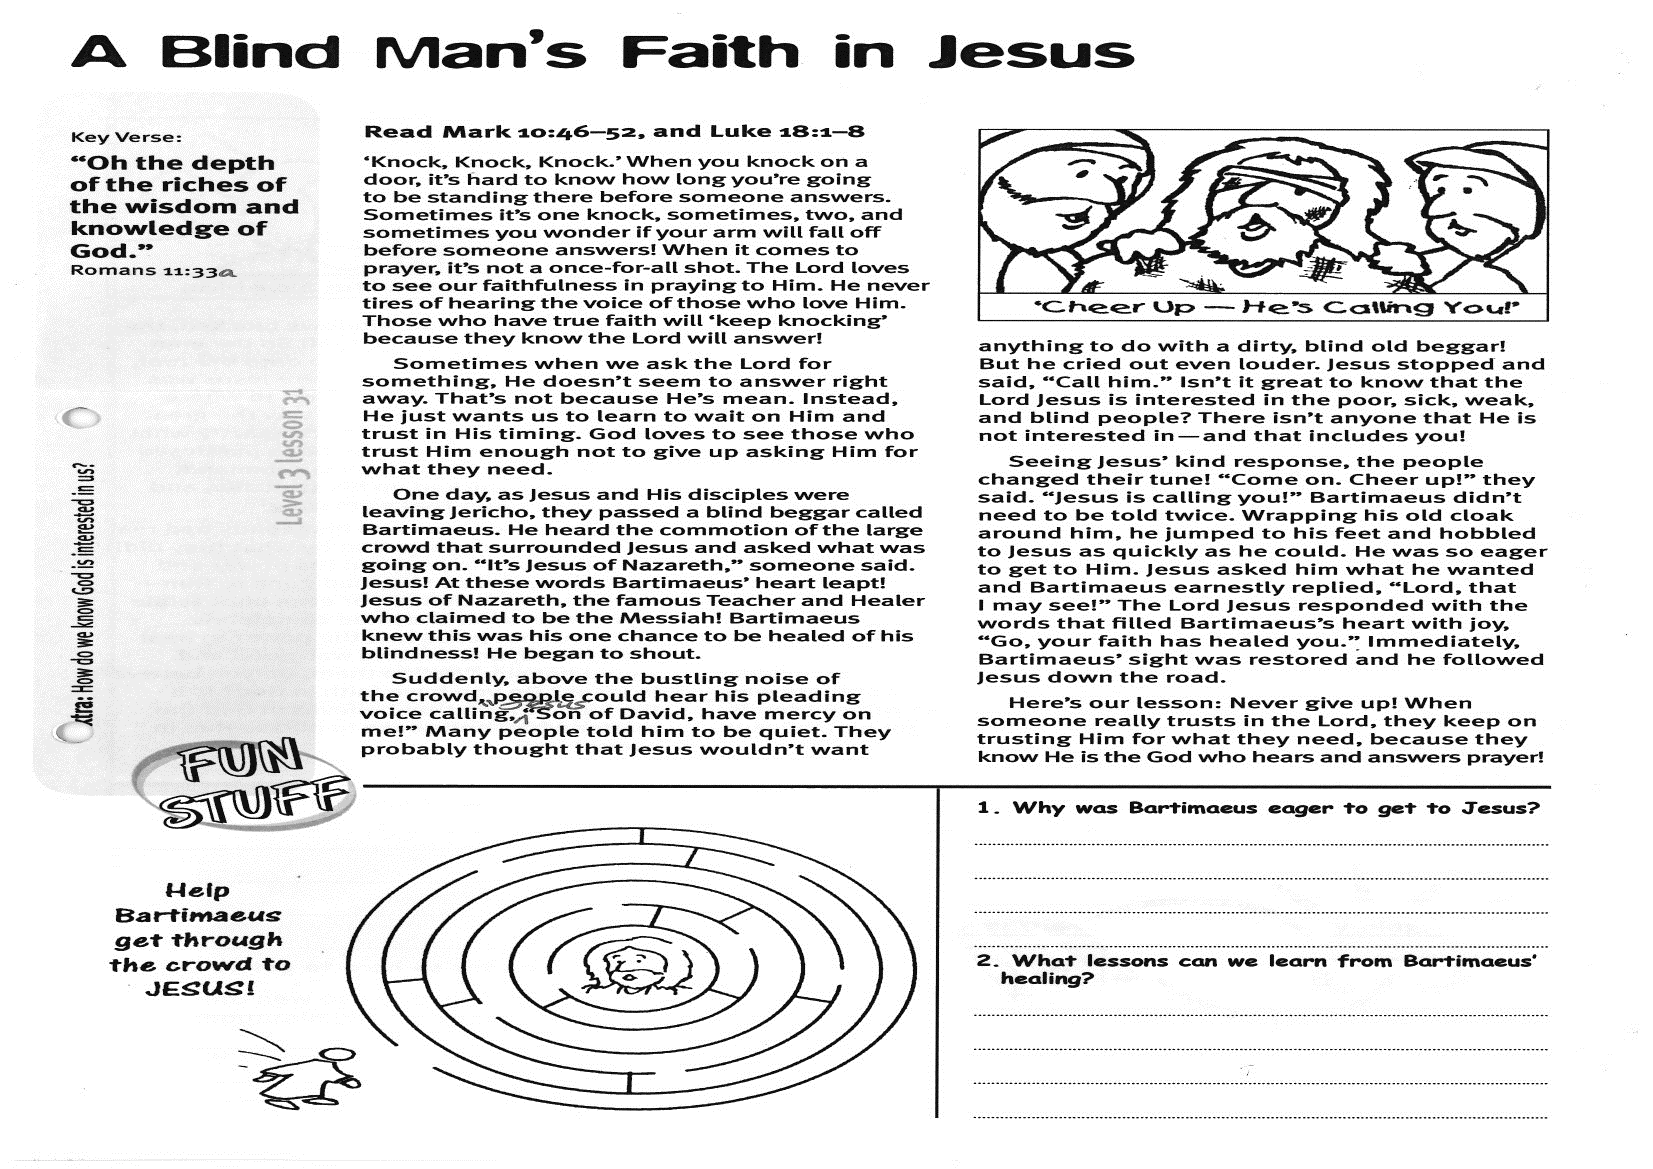 A Blind Man's Faith in Jesus
Key Verse:
“Oh the depth
of the riches of
the wisdom and
knowledge of
God.”
Romans 11:33a
Level 3 lesson 31
xtra: How do we know God is interested in us?
Read Mark 10:46–52, and Luke 18:1–8
‘Knock, Knock, Knock.’ When you knock on a
door, it’s hard to know how long you’re going
to be standing there before someone answers.
Sometimes it’s one knock, sometimes, two, and
sometimes you wonder if your arm will fall off
before someone answers! When it comes to
prayer, it’s not a once-for-all shot. The Lord loves
to see our faithfulness in praying to Him. He never
tires of hearing the voice of those who love Him.
Those who have true faith will ‘keep knocking’
because they know the Lord will answer!
Sometimes when we ask the Lord for
something, He doesn’t seem to answer right
away. That’s not because He’s mean. Instead,
He just wants us to learn to wait on Him and
trust in His timing. God loves to see those who
trust Him enough not to give up asking Him for
what they need.
One day, as Jesus and His disciples were
leaving Jericho, they passed a blind beggar called
Bartimaeus. He heard the commotion of the large
crowd that surrounded Jesus and asked what was
going on. “It’s Jesus of Nazareth,” someone said.
Jesus! At these words Bartimaeus’ heart leapt!
Jesus of Nazareth, the famous Teacher and Healer
who claimed to be the Messiah! Bartimaeus
knew this was his one chance to be healed of his
blindness! He began to shout.
Suddenly, above the bustling noise of
the crowd, people could hear his pleading
“Jesus
voice calling, “Son of David, have mercy on
me!” Many people told him to be quiet. They
probably thought that Jesus wouldn’t want
‘Cheer Up — He’s Calling You!’
anything to do with a dirty, blind old beggar!
But he cried out even louder. Jesus stopped and
said, “Call him.” Isn’t it great to know that the
Lord Jesus is interested in the poor, sick, weak,
and blind people? There isn’t anyone that He is
not interested in—and that includes you!
Seeing Jesus’ kind response, the people
changed their tune! “Come on. Cheer up!” they
said. “Jesus is calling you!” Bartimaeus didn’t
need to be told twice. Wrapping his old cloak
around him, he jumped to his feet and hobbled
to Jesus as quickly as he could. He was so eager
to get to Him. Jesus asked him what he wanted
and Bartimaeus earnestly replied, “Lord, that
I may see!” The Lord Jesus responded with the
words that filled Bartimaeus’s heart with joy,
“Go, your faith has healed you.” Immediately,
Bartimaeus’ sight was restored and he followed
Jesus down the road.
Here’s our lesson: Never give up! When
someone really trusts in the Lord, they keep on
trusting Him for what they need, because they
know He is the God who hears and answers prayer!
FUN
STUFF
Help
Bartimaeus
get through
the crowd to
JESUS!
1. Why was Bartimaeus eager to get to Jesus?
2. What lessons can we learn from Bartimaeus’
healing?